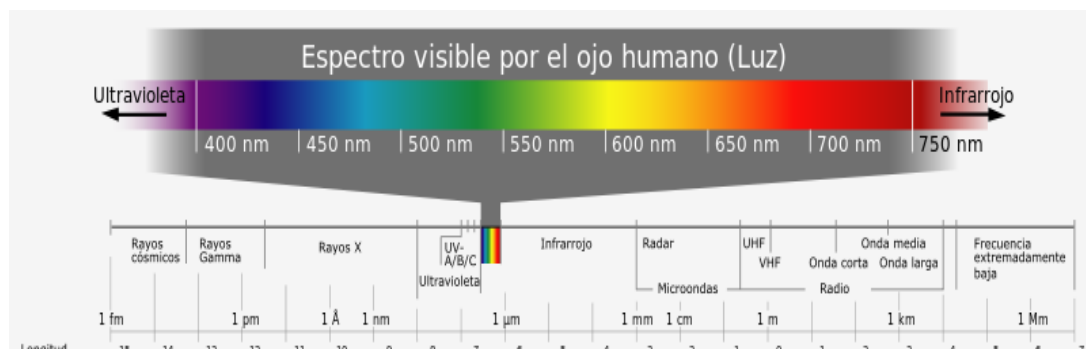 Espectro visible por el ojo humano (Luz)
Ultravioleta
Infrarrojo
400 nm 450 nm 500 nm 550 nm 600 nm 650 nm 700 nm 750 nm
Rayos
cósmicos
Rayos
Gamma
Rayos X
UV-
A/B/C
Ultravioleta
Infrarrojo
Radar
Microondas
UHF
VHF
Onda corta
Onda media
Onda larga
Radio
Frecuencia
extremadamente
baja
1 fm 1 pm 1 Å 1 nm 1 µm 1 mm 1 cm 1 m 1 km 1 Mm